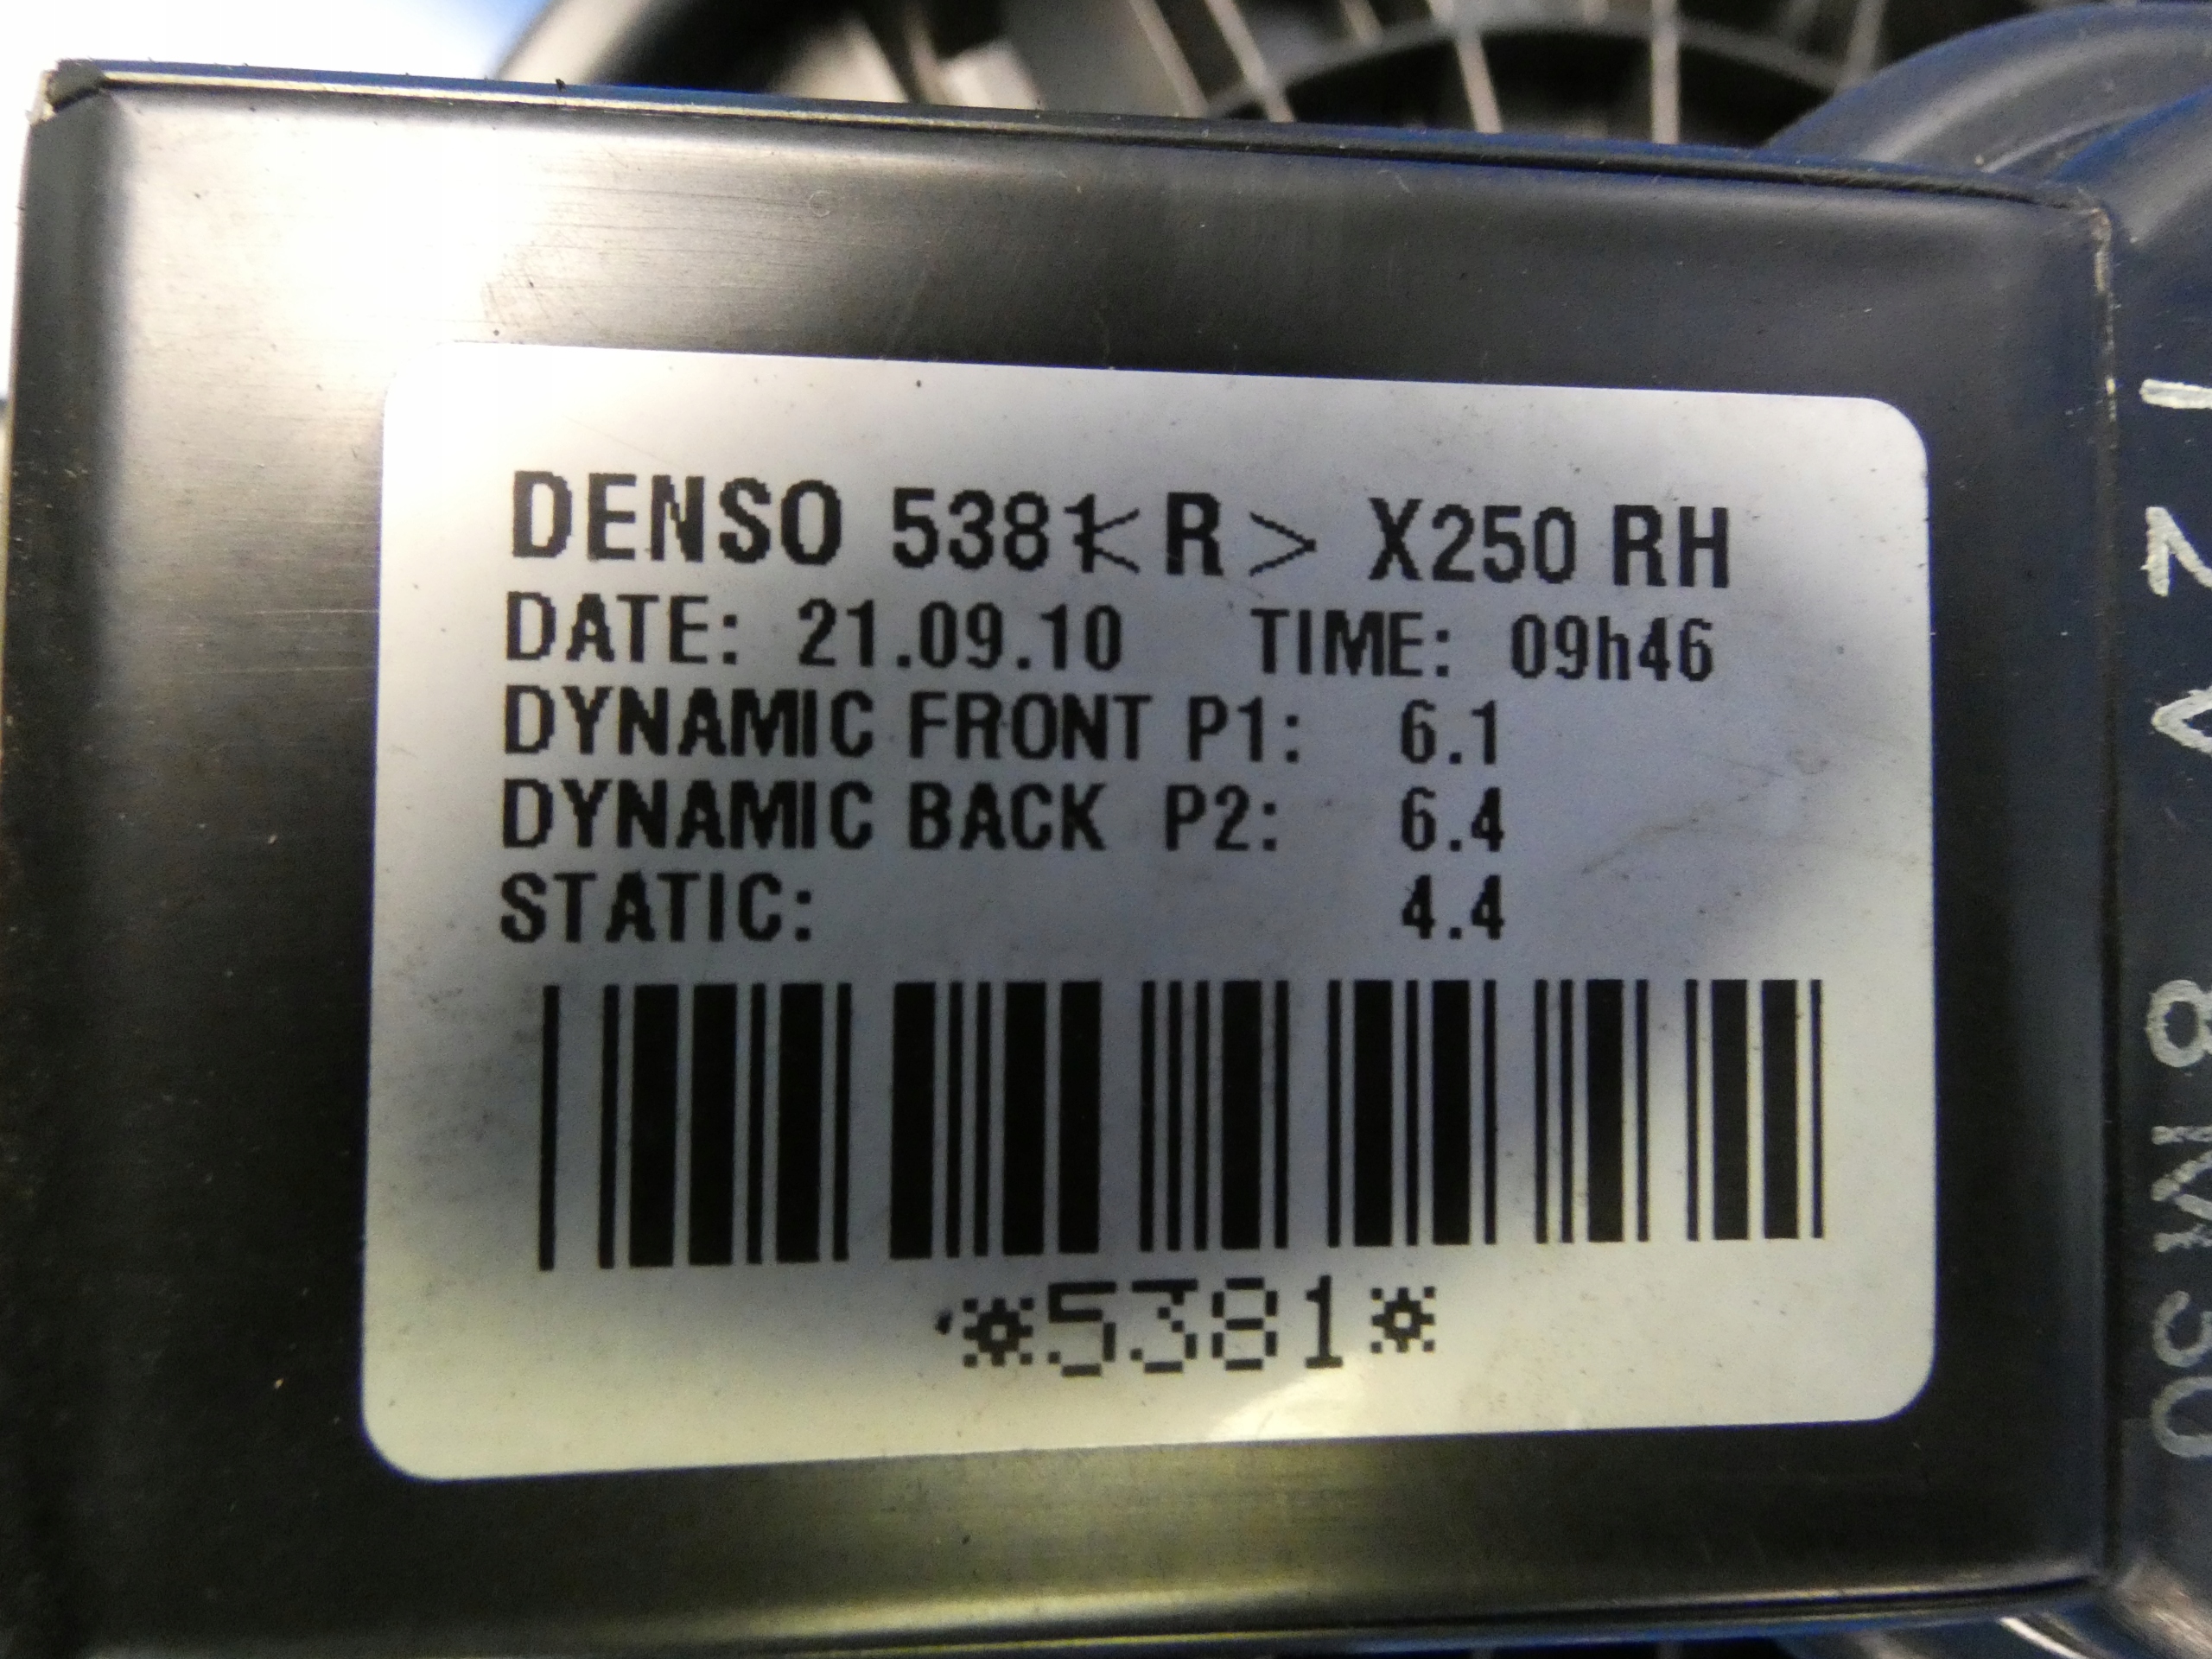 DENSO 5381<R> X250 RH
DATE: 21.09.10 TIME: 09h46
DYNAMIC FRONT P1: 6.1
DYNAMIC BACK P2: 6.4
STATIC: 4.4
*5381*